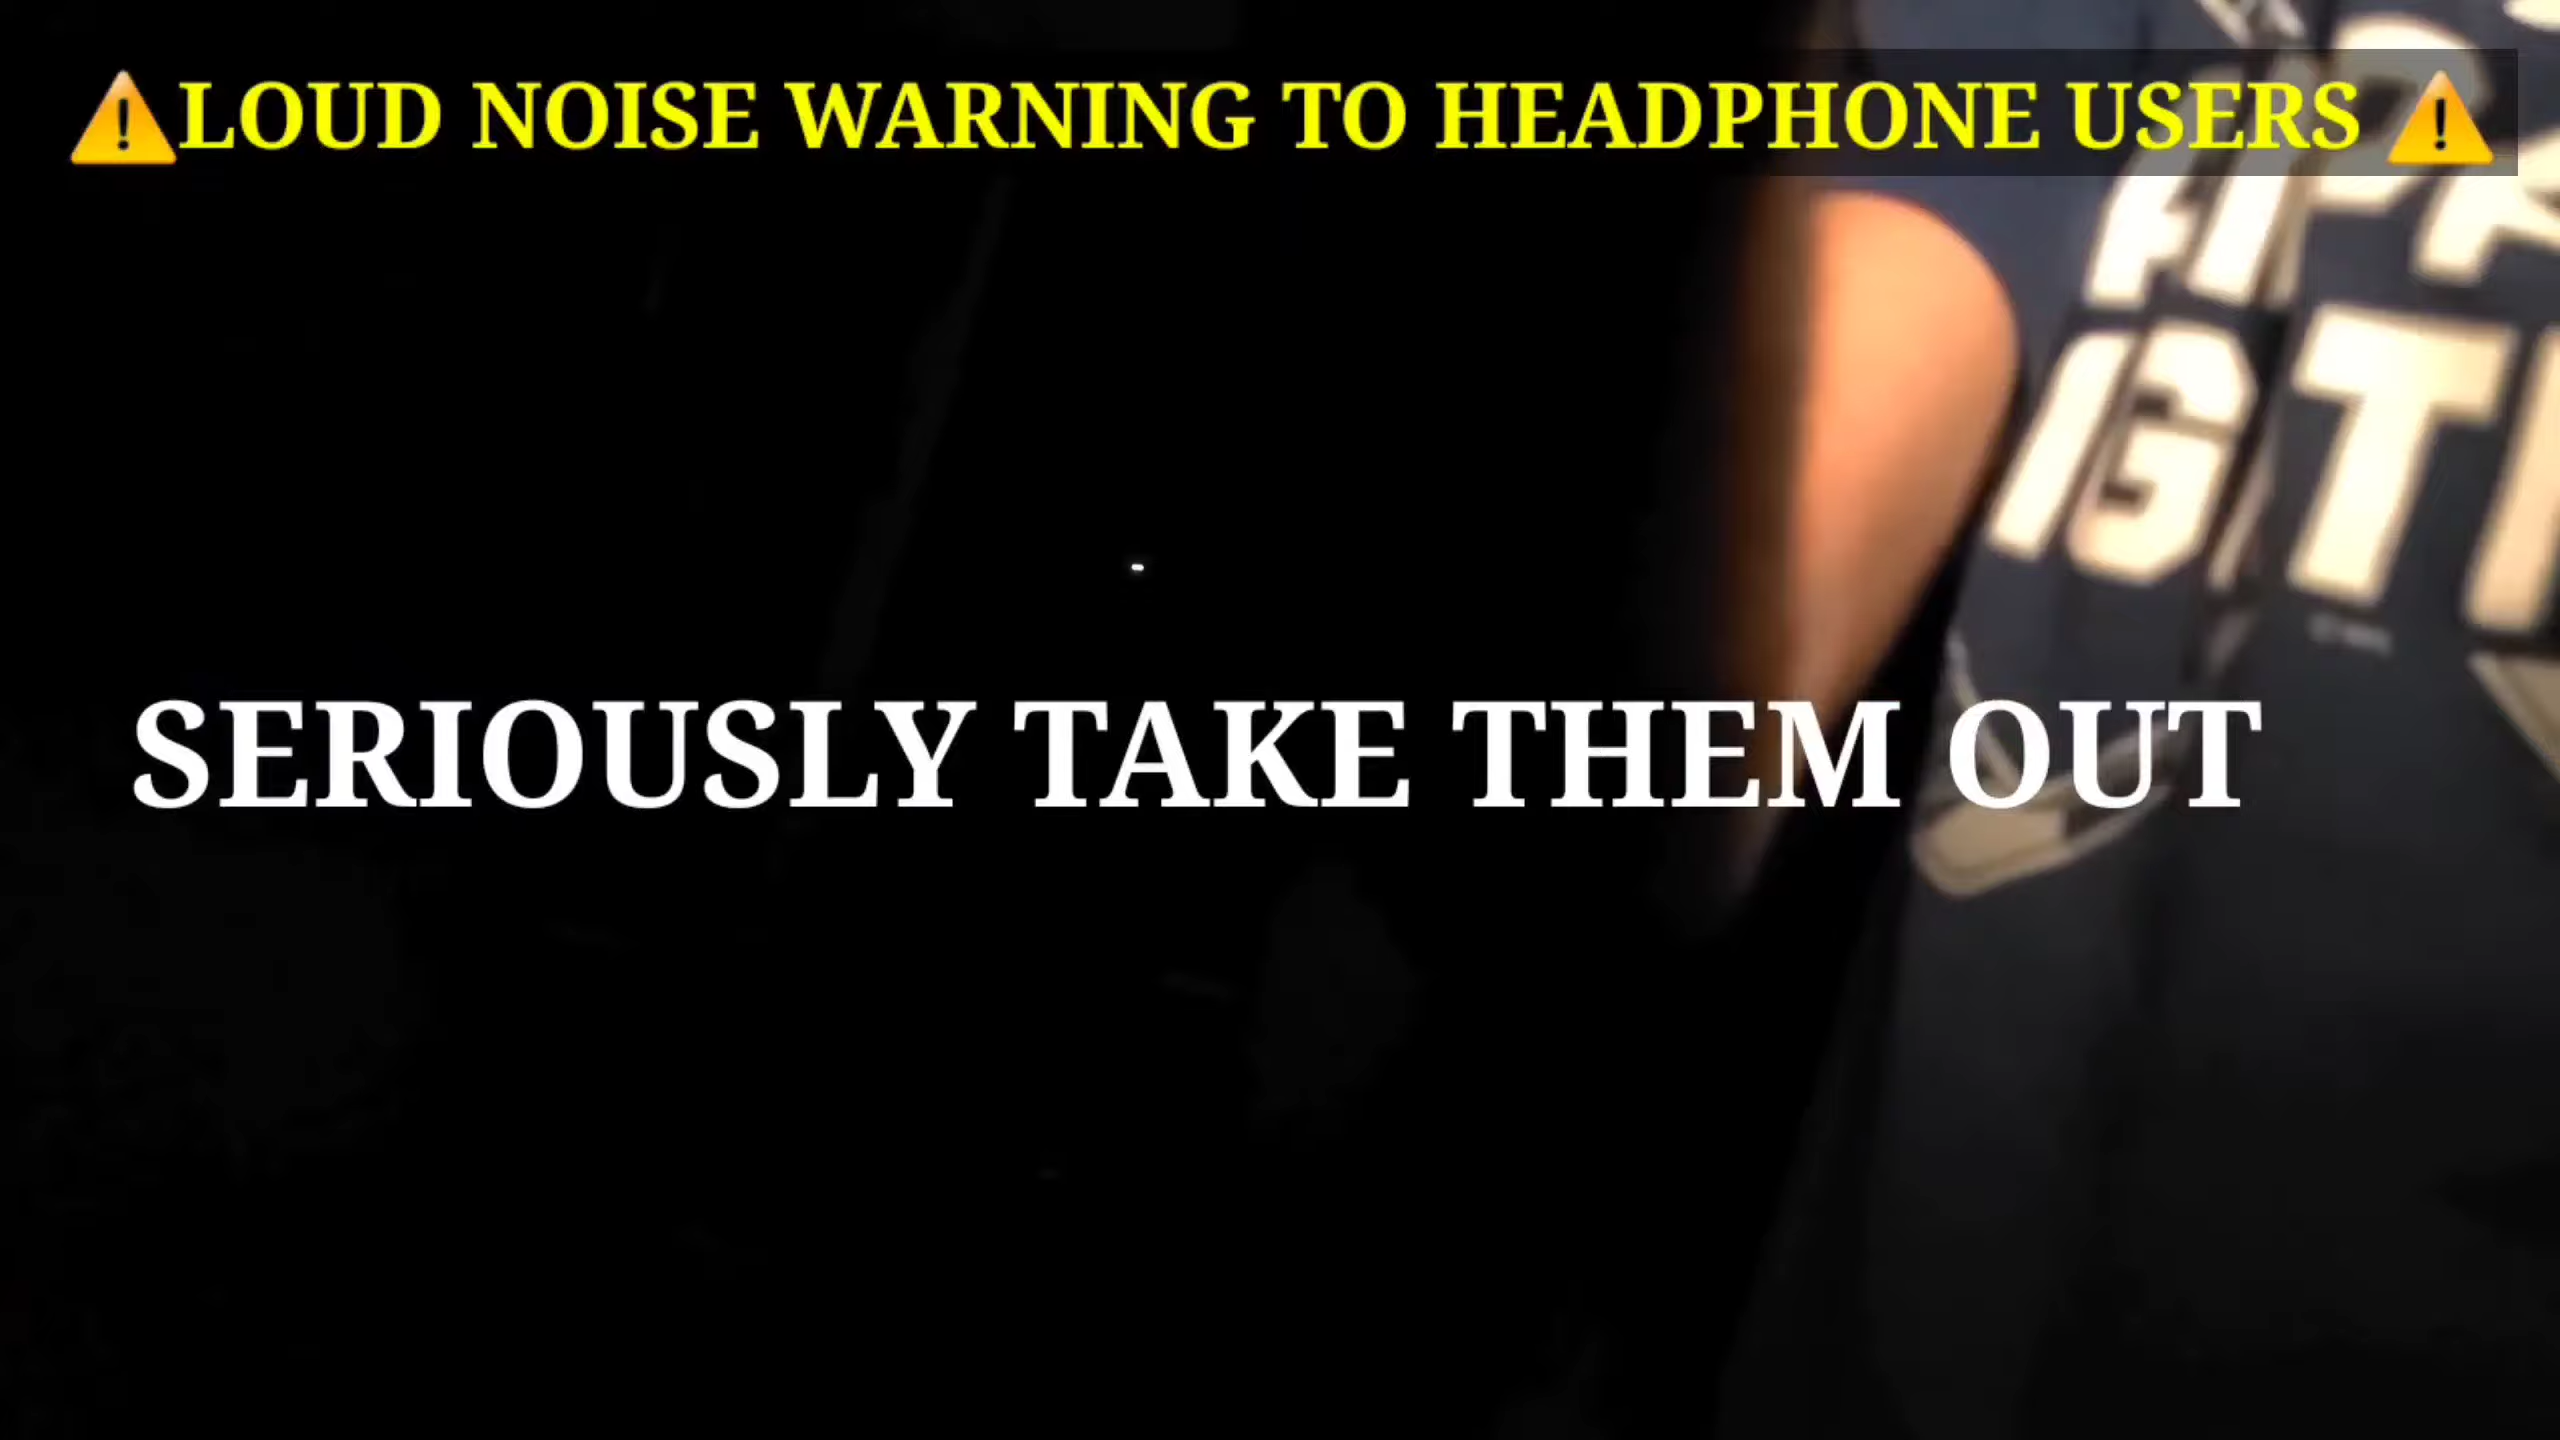 ⚠️LOUD NOISE WARNING TO HEADPHONE USERS ⚠️
SERIOUSLY TAKE THEM OUT